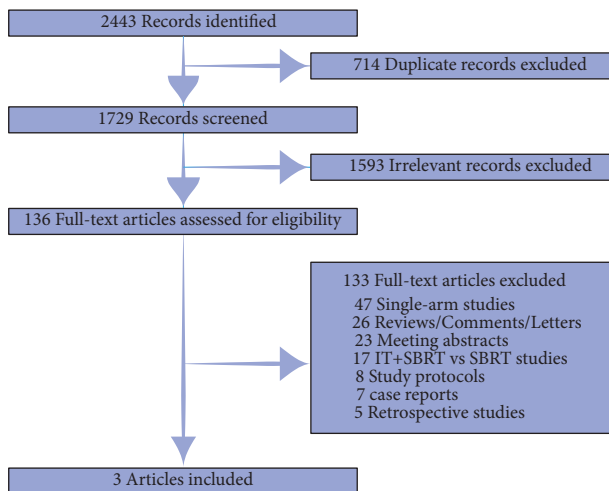 2443 Records identified
714 Duplicate records excluded
1729 Records screened
1593 Irrelevant records excluded
136 Full-text articles assessed for eligibility
133 Full-text articles excluded
47 Single-arm studies
26 Reviews/Comments/Letters
23 Meeting abstracts
17 IT+SBRT vs SBRT studies
8 Study protocols
7 case reports
5 Retrospective studies
3 Articles included